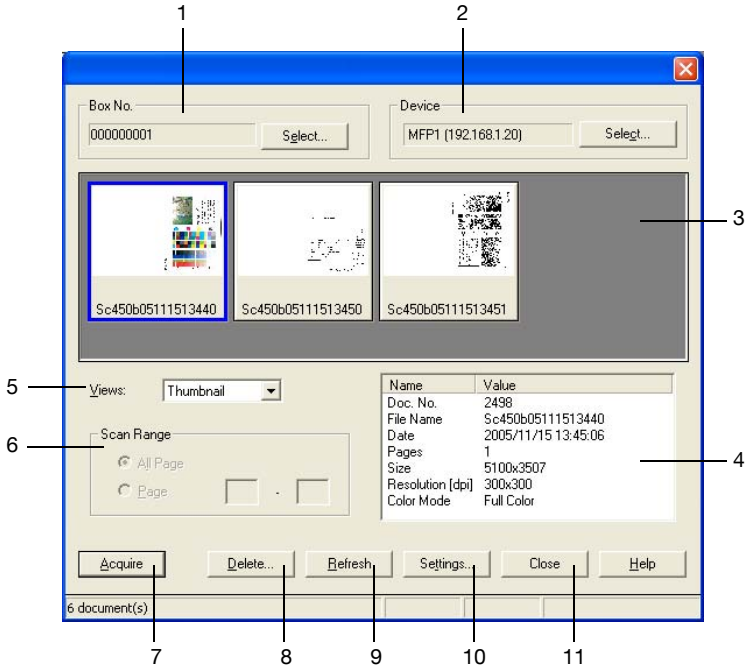 1 2
Box No. Device
000000001 Select... MFP1 (192.168.1.20) Select...
3
Sc450b05111513440 Sc450b05111513450 Sc450b05111513451
5 Views: Thumbnail
Name Value
Doc. No. 2498
File Name Sc450b05111513440
Date 2005/11/15 13:45:06
Pages 1
Size 5100x3507
Resolution [dpi] 300x300
Color Mode Full Color
4
6 Scan Range
All Page
Page -
Acquire Delete... Refresh Settings... Close Help
6 document(s)
7 8 9 10 11